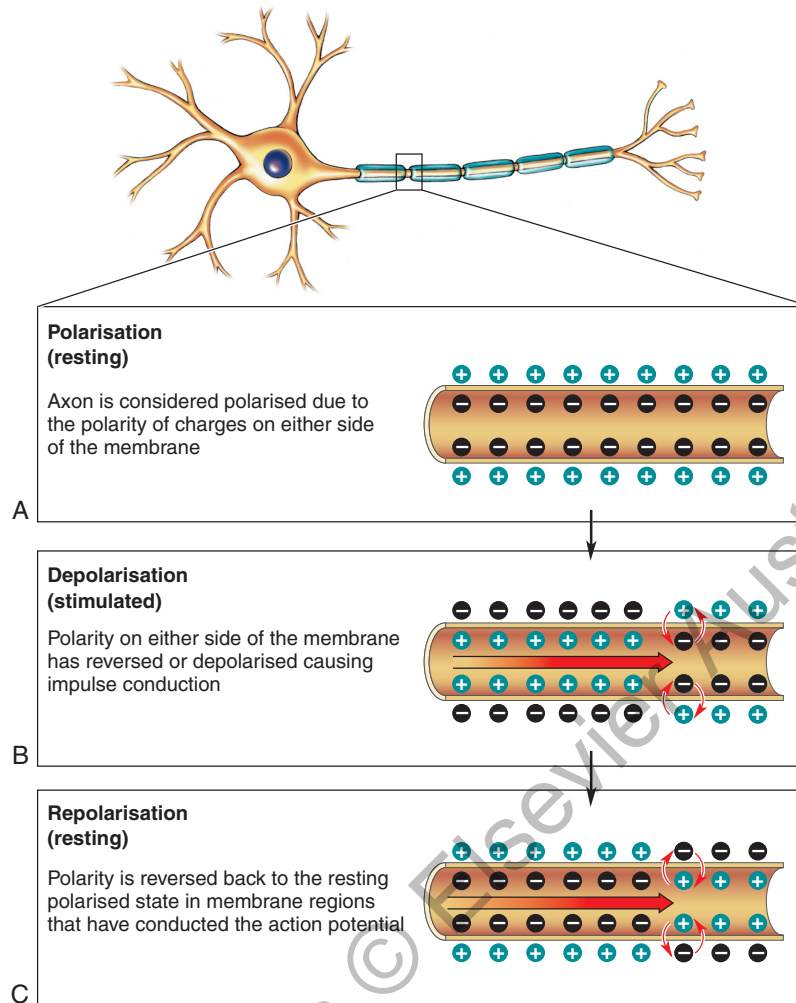 Polarisation
(resting)
Axon is considered polarised due to
the polarity of charges on either side
of the membrane
A
Depolarisation
(stimulated)
Polarity on either side of the membrane
has reversed or depolarised causing
impulse conduction
B
Repolarisation
(resting)
Polarity is reversed back to the resting
polarised state in membrane regions
that have conducted the action potential
C
© Elsevier Aus